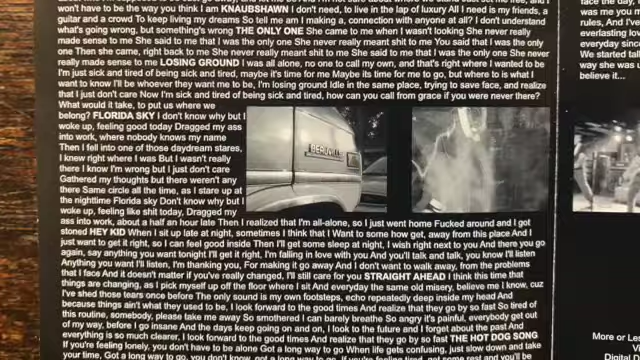 won't have to be the way you think I am KNAUBSHAWN I don't need, to live in the lap of luxury All I need is my friends, a
guitar and a crowd To keep living my dreams So tell me am I making a, connection with anyone at all? I don't understand
what's going wrong, but something's wrong THE ONLY ONE She came to me when I wasn't looking She never really
made sense to me She said to me that I was the only one She never really meant shit to me You said that I was the only
one Then she came, right back to me She never really meant shit to me She said to me that I was the only one She never
really made sense to me LOSING GROUND I was all alone, no one to call my own, and that's right where I wanted to be
I'm just sick and tired of being sick and tired, maybe it's time for me Maybe its time for me to go, but where to is what I
want to know I'll be whoever they want me to be, I'm losing ground Idle in the same place, trying to save face, and realize
that I just don't care Now I'm sick and tired of being sick and tired, how can you call from grace if you were never there?
What would it take, to put us where we
belong? FLORIDA SKY I don't know why but I
woke up, feeling good today Dragged my ass
into work, where nobody knows my name
Then I fell into one of those daydream stares,
I knew right where I was But I wasn't really
there I know I'm wrong but I just don't care
Gathered my thoughts but there weren't any
there Same circle all the time, as I stare up at
the nighttime Florida sky Don't know why but I
woke up, feeling like shit today, Dragged my
ass into work, about a half an hour late Then I realized that I'm all-alone, so I just went home Fucked around and I got
stoned HEY KID When I sit up late at night, sometimes I think that I Want to some how get, away from this place And I
just want to get it right, so I can feel good inside Then I'll get some sleep at night, I wish right next to you And there you go
again, say anything you want tonight I'll get it right, I'm falling in love with you And you'll talk and talk, you know I'll listen
Anything you want I'll listen, I'm thanking you, For making it go away And I don't want to walk away, from the problems
that I face And it doesn't matter if you've really changed, I'll still care for you STRAIGHT AHEAD I think this time that
things are changing, as I pick myself up off the floor where I sit And everyday the same old misery, believe me I know, cuz
I've shed those tears once before The only sound is my own footsteps, echo repeatedly deep inside my head And
because things ain't what they used to be, I look forward to the good times And realize that they go by so fast So tired of
this routine, somebody, please take me away So smothered I can barely breathe So angry it's painful, everybody get out
of my way, before I go insane And the days keep going on and on, I look to the future and I forget about the past And
everything is so much clearer, I look forward to the good times And realize that they go by so fast THE HOT DOG SONG
If you're feeling lonely, you don't have to be alone Got a long way to go When life gets confusing, just slow down and take
your time, Got a long way to go, you don't know,
BEAUVILLE
face the
was me you m
rules, And I've
everlasting lov
everyday sinc
We started tal
way she was u
believe it...
More or Les
Digital